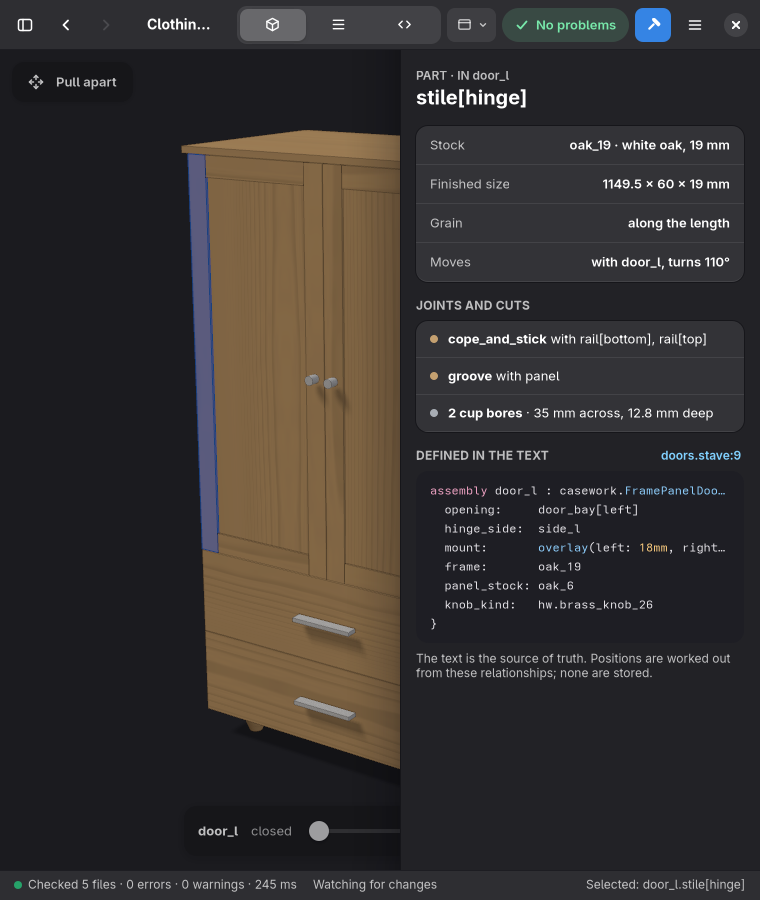 Clothin…
No problems
Pull apart
PART · IN door_l
stile[hinge]
Stock oak_19 · white oak, 19 mm
Finished size 1149.5 × 60 × 19 mm
Grain along the length
Moves with door_l, turns 110°
JOINTS AND CUTS
cope_and_stick with rail[bottom], rail[top]
groove with panel
2 cup bores · 35 mm across, 12.8 mm deep
DEFINED IN THE TEXT doors.stave:9
assembly door_l : casework.FramePanelDoo…
opening: door_bay[left]
hinge_side: side_l
mount: overlay(left: 18mm, right…
frame: oak_19
panel_stock: oak_6
knob_kind: hw.brass_knob_26
}
The text is the source of truth. Positions are worked out
from these relationships; none are stored.
door_l closed
Checked 5 files · 0 errors · 0 warnings · 245 ms Watching for changes Selected: door_l.stile[hinge]